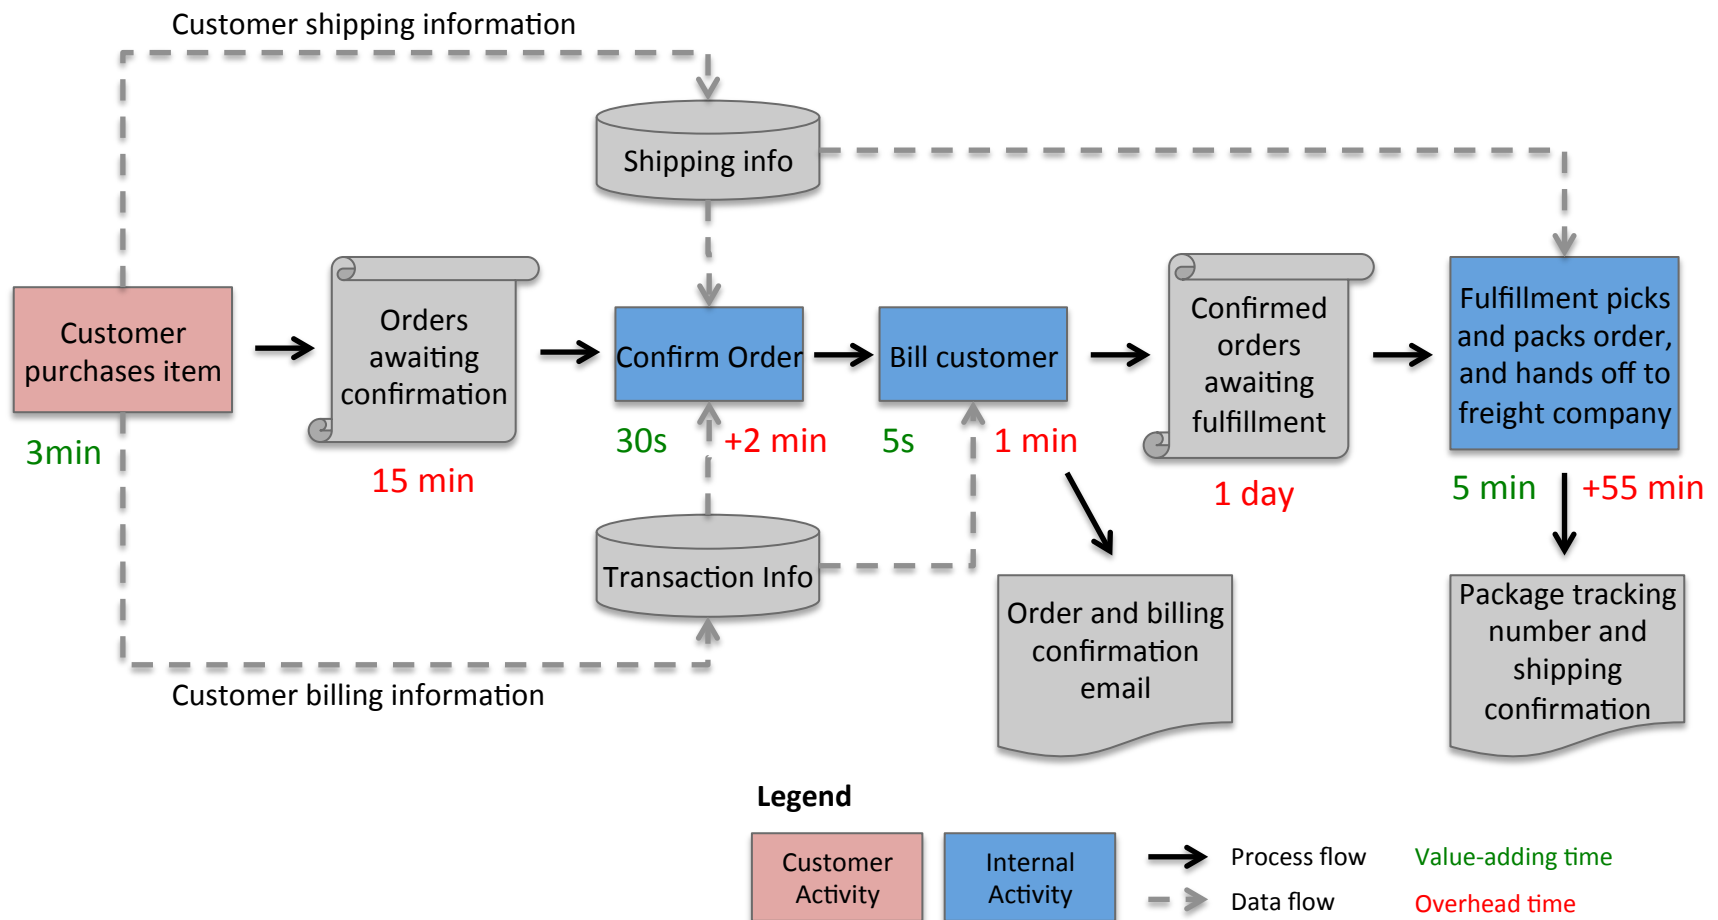 Customer shipping information
Shipping info
Customer
purchases item
3min
Orders
awaiting
confirmation
15 min
Confirm Order
30s
+2 min
Bill customer
5s
1 min
Confirmed
orders
awaiting
fulfillment
1 day
Fulfillment picks
and packs order,
and hands off to
freight company
5 min
+55 min
Transaction Info
Customer billing information
Order and billing
confirmation
email
Package tracking
number and
shipping
confirmation
Legend
Customer
Activity
Internal
Activity
Process flow
Data flow
Value-adding time
Overhead time